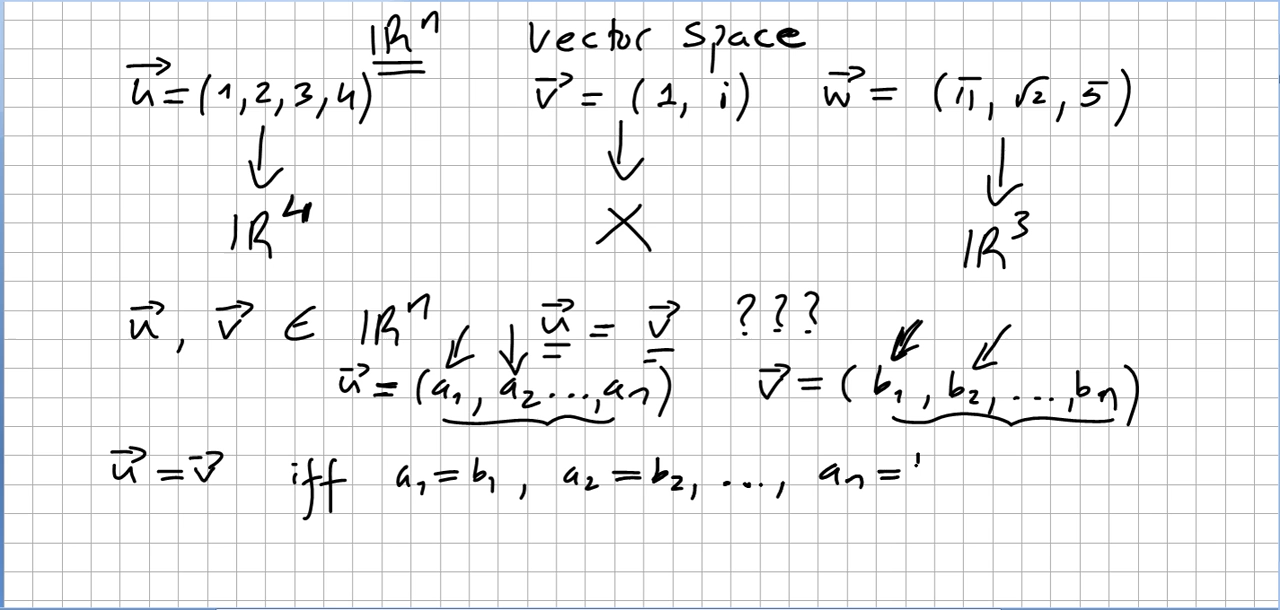 ℝⁿ vector space
u⃗ = (1, 2, 3, 4) v⃗ = (1, i) w⃗ = (π, √2, 5)
↓ ↓ ↓
ℝ⁴ X ℝ³
u⃗, v⃗ ∈ ℝⁿ u⃗ = v⃗ ???
u⃗ = (a₁, a₂ ..., aₙ) v⃗ = (b₁, b₂, ..., bₙ)
u⃗ = v⃗ iff a₁ = b₁, a₂ = b₂, ..., aₙ =